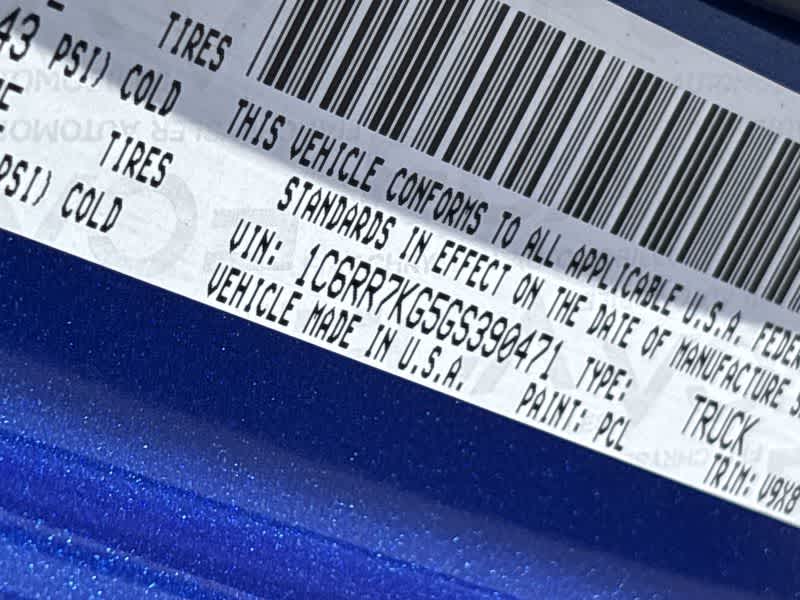 TIRES
43 PSI) COLD
TIRES
PSI) COLD
THIS VEHICLE CONFORMS TO ALL APPLICABLE U.S.A. FEDER
STANDARDS IN EFFECT ON THE DATE OF MANUFACTURE S
VIN: 1C6RR7KG5GS390471 TYPE: TRUCK
VEHICLE MADE IN U.S.A. PAINT: PCL TRIM: V9X8